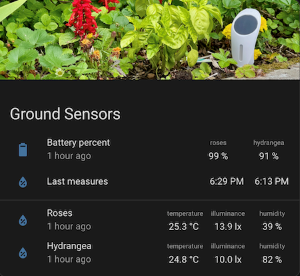 Ground Sensors
Battery percent
roses hydrangea
1 hour ago
99 % 91 %
Last measures 6:29 PM 6:13 PM
Roses
temperature illuminance humidity
1 hour ago
25.3 °C 13.9 lx 39 %
Hydrangea
temperature illuminance humidity
1 hour ago
24.8 °C 10.0 lx 82 %